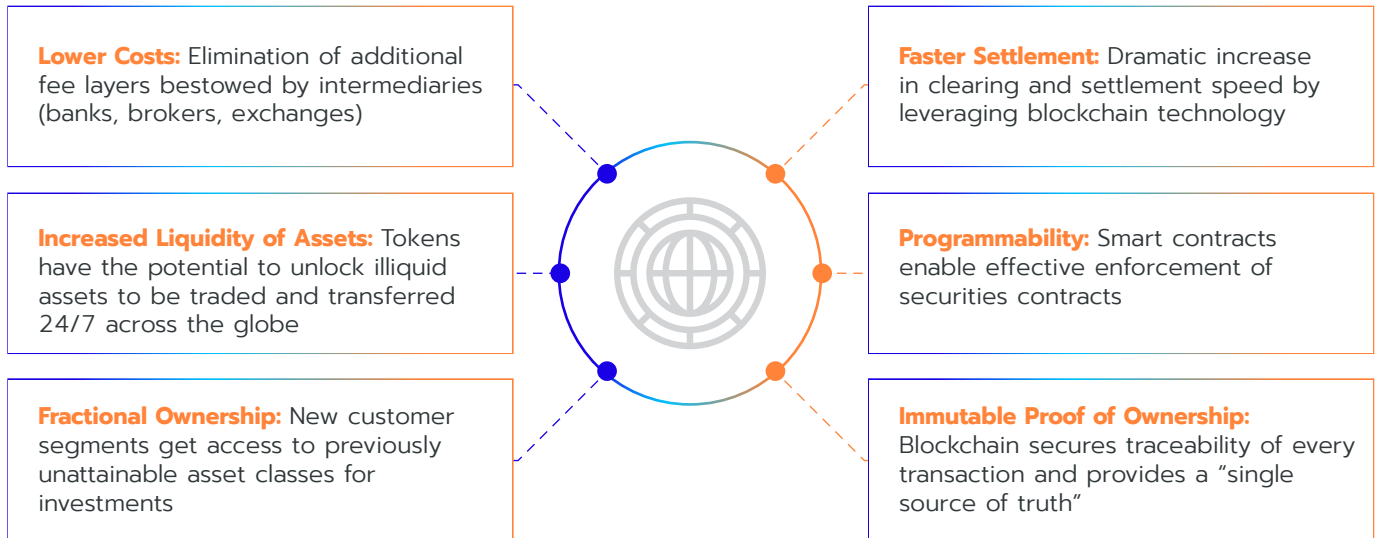 Lower Costs: Elimination of additional
fee layers bestowed by intermediaries
(banks, brokers, exchanges)
Increased Liquidity of Assets: Tokens
have the potential to unlock illiquid
assets to be traded and transferred
24/7 across the globe
Fractional Ownership: New customer
segments get access to previously
unattainable asset classes for
investments
Faster Settlement: Dramatic increase
in clearing and settlement speed by
leveraging blockchain technology
Programmability: Smart contracts
enable effective enforcement of
securities contracts
Immutable Proof of Ownership:
Blockchain secures traceability of every
transaction and provides a “single
source of truth”